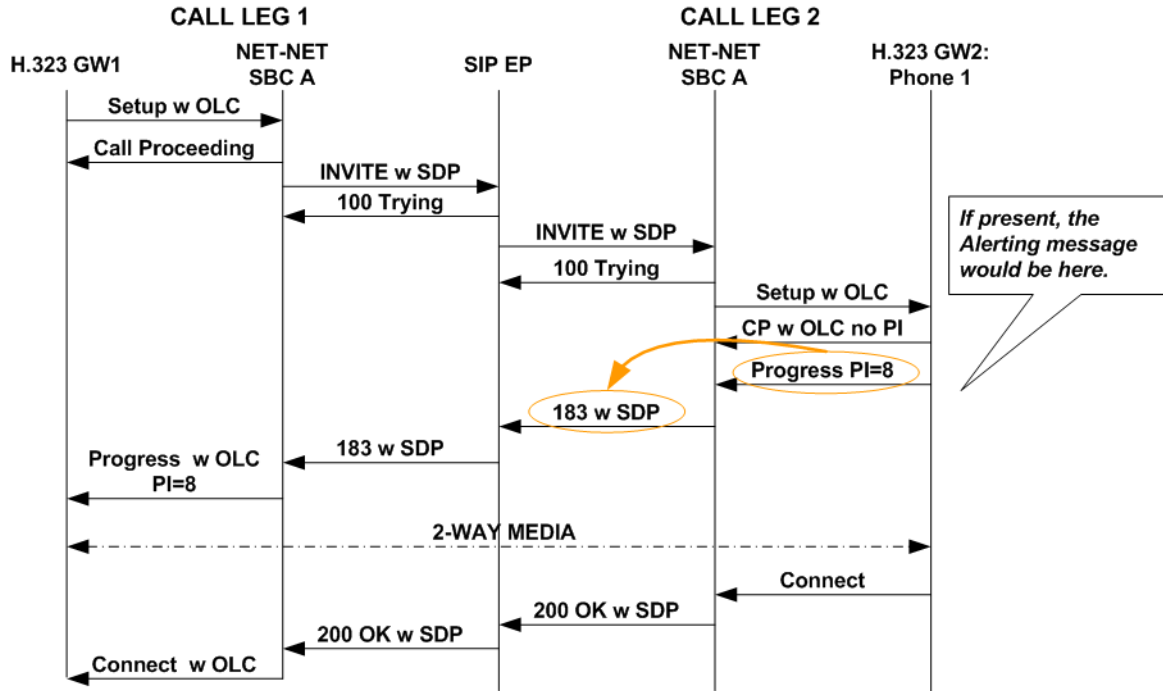 CALL LEG 1
CALL LEG 2
H.323 GW1
NET-NET
SBC A
SIP EP
NET-NET
SBC A
H.323 GW2:
Phone 1
Setup w OLC
Call Proceeding
INVITE w SDP
100 Trying
INVITE w SDP
100 Trying
If present, the
Alerting message
would be here.
Setup w OLC
CP w OLC no PI
Progress PI=8
183 w SDP
183 w SDP
Progress w OLC
PI=8
2-WAY MEDIA
Connect
200 OK w SDP
200 OK w SDP
Connect w OLC